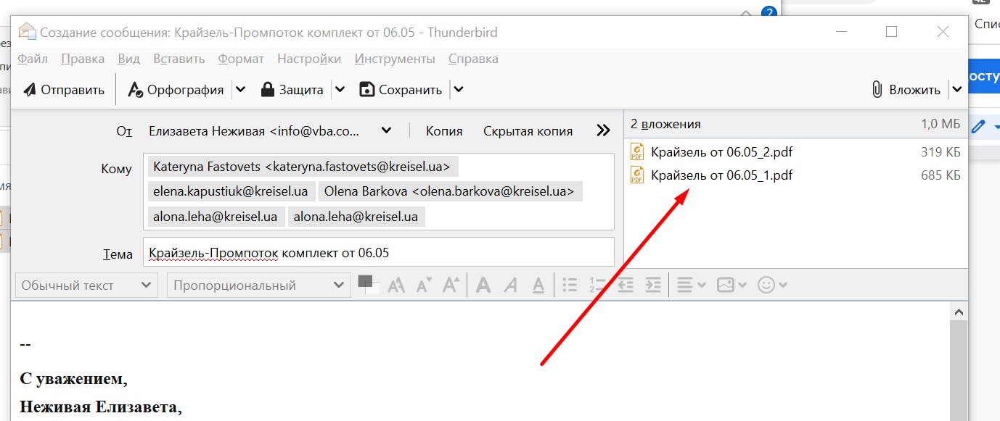 Создание сообщения: Крайзель-Промпоток комплект от 06.05 - Thunderbird
Файл Правка Вид Вставить Формат Настройки Инструменты Справка
Отправить Орфография Защита Сохранить Вложить
От Елизавета Неживая <info@vba.co... Копия Скрытая копия
2 вложения 1,0 МБ
Крайзель от 06.05_2.pdf 319 КБ
Крайзель от 06.05_1.pdf 685 КБ
Кому Kateryna Fastovets <kateryna.fastovets@kreisel.ua>
elena.kapustiuk@kreisel.ua Olena Barkova <olena.barkova@kreisel.ua>
alona.leha@kreisel.ua alona.leha@kreisel.ua
Тема Крайзель-Промпоток комплект от 06.05
Обычный текст Пропорциональный
--
С уважением,
Неживая Елизавета,